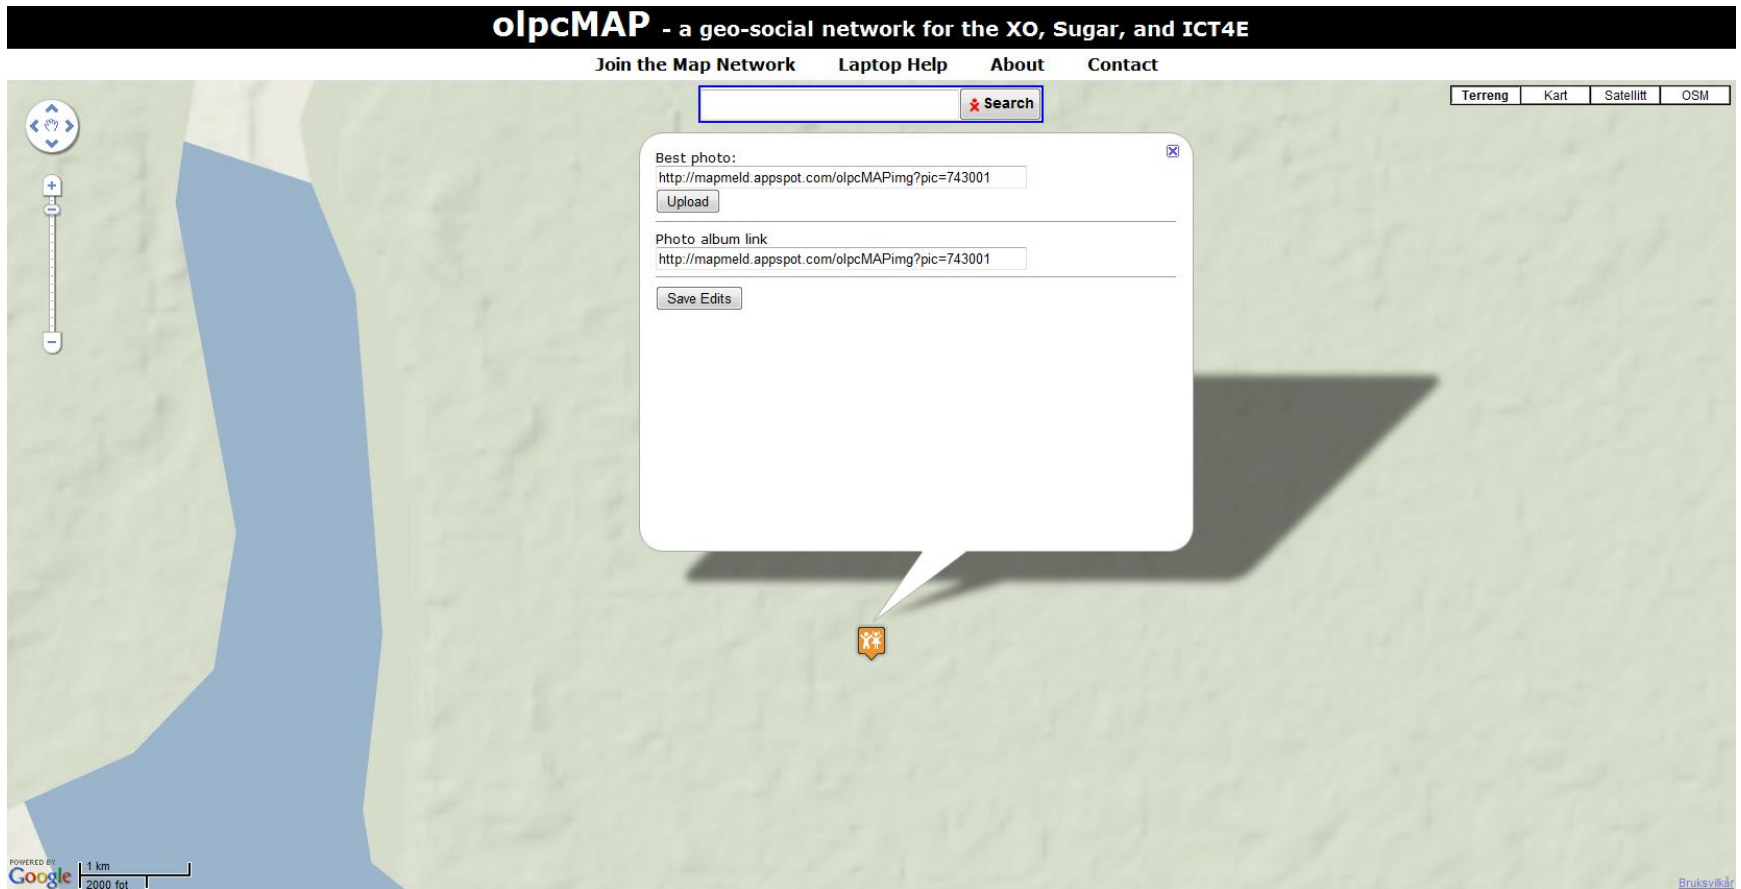 olpcMAP - a geo-social network for the XO, Sugar, and ICT4E
Join the Map Network Laptop Help About Contact
Search
Terreng Kart Satellitt OSM
Best photo:
http://mapmeld.appspot.com/olpcMAPimg?pic=743001
Upload
Photo album link
http://mapmeld.appspot.com/olpcMAPimg?pic=743001
Save Edits
POWERED BY
Google
1 km
2000 fot
Bruksvilkår